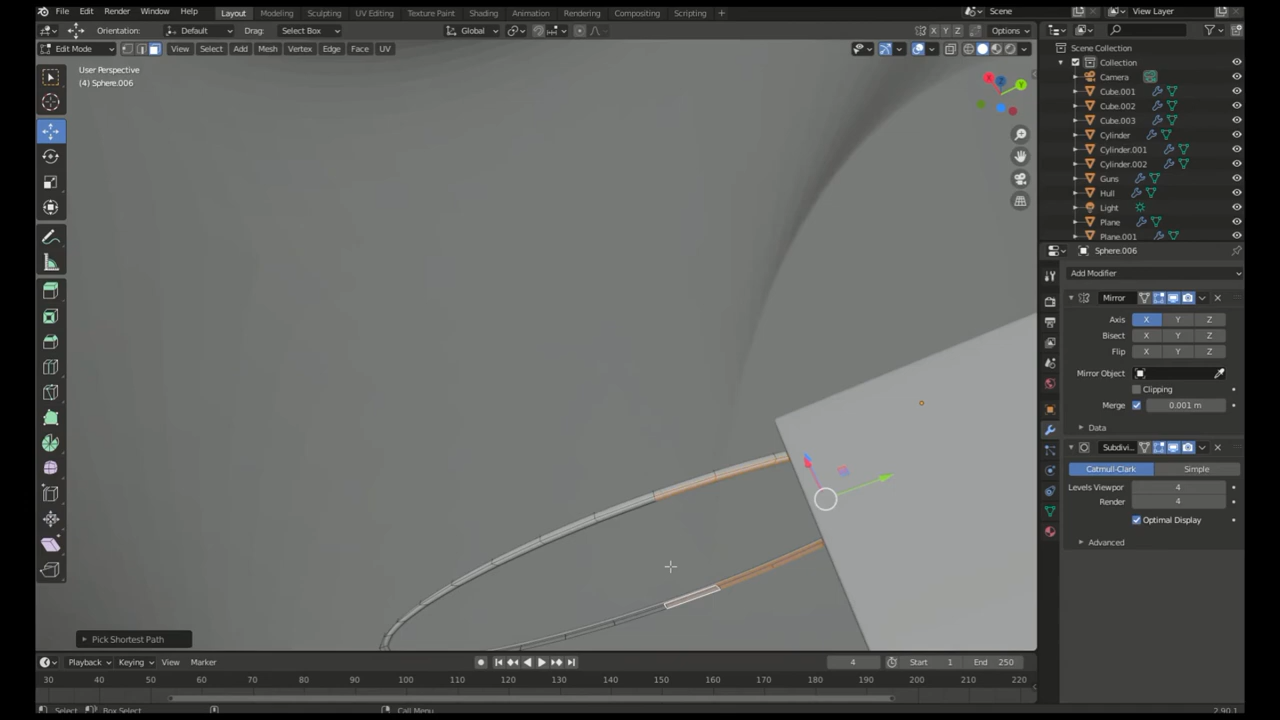 File Edit Render Window Help Layout Modeling Sculpting UV Editing Texture Paint Shading Animation Rendering Compositing Scripting + Scene View Layer
Orientation: Default Drag: Select Box Global X Y Z Options
Edit Mode View Select Add Mesh Vertex Edge Face UV
User Perspective
(4) Sphere.006
Scene Collection
Collection
Camera
Cube.001
Cube.002
Cube.003
Cylinder
Cylinder.001
Cylinder.002
Guns
Hull
Light
Plane
Plane.001
Sphere.006
Add Modifier
Mirror
Axis X Y Z
Bisect X Y Z
Flip X Y Z
Mirror Object
Clipping
Merge 0.001 m
Data
Subdivi...
Catmull-Clark Simple
Levels Viewpor 4
Render 4
Optimal Display
Advanced
X Y Z
Pick Shortest Path
Playback Keying View Marker 4 Start 1 End 250
30 40 50 60 70 80 90 100 110 120 130 140 150 160 170 180 190 200 210 220
Select Box Select Call Menu 2.90.1